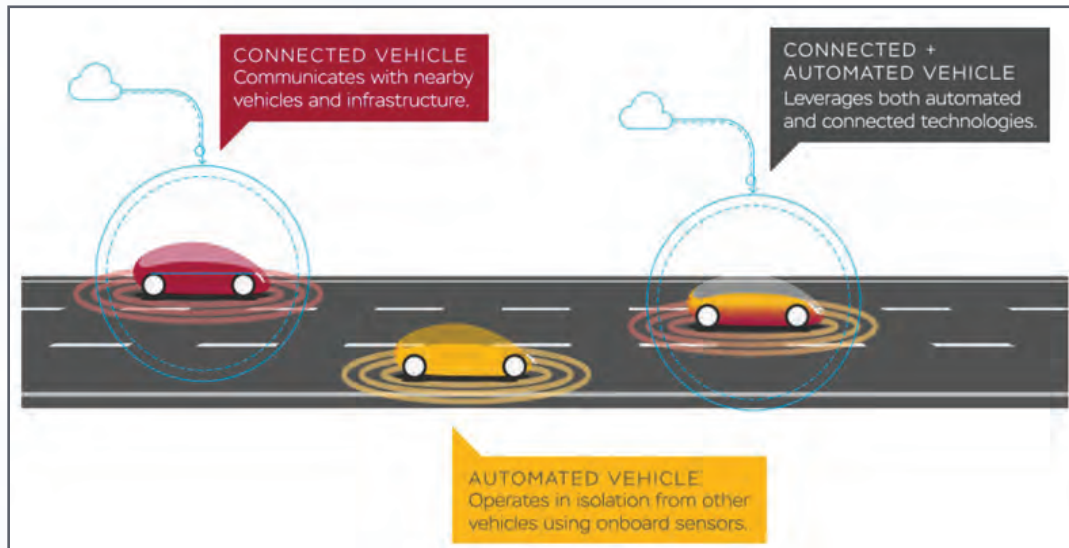 CONNECTED VEHICLE
Communicates with nearby
vehicles and infrastructure.
CONNECTED +
AUTOMATED VEHICLE
Leverages both automated
and connected technologies.
AUTOMATED VEHICLE
Operates in isolation from other
vehicles using onboard sensors.